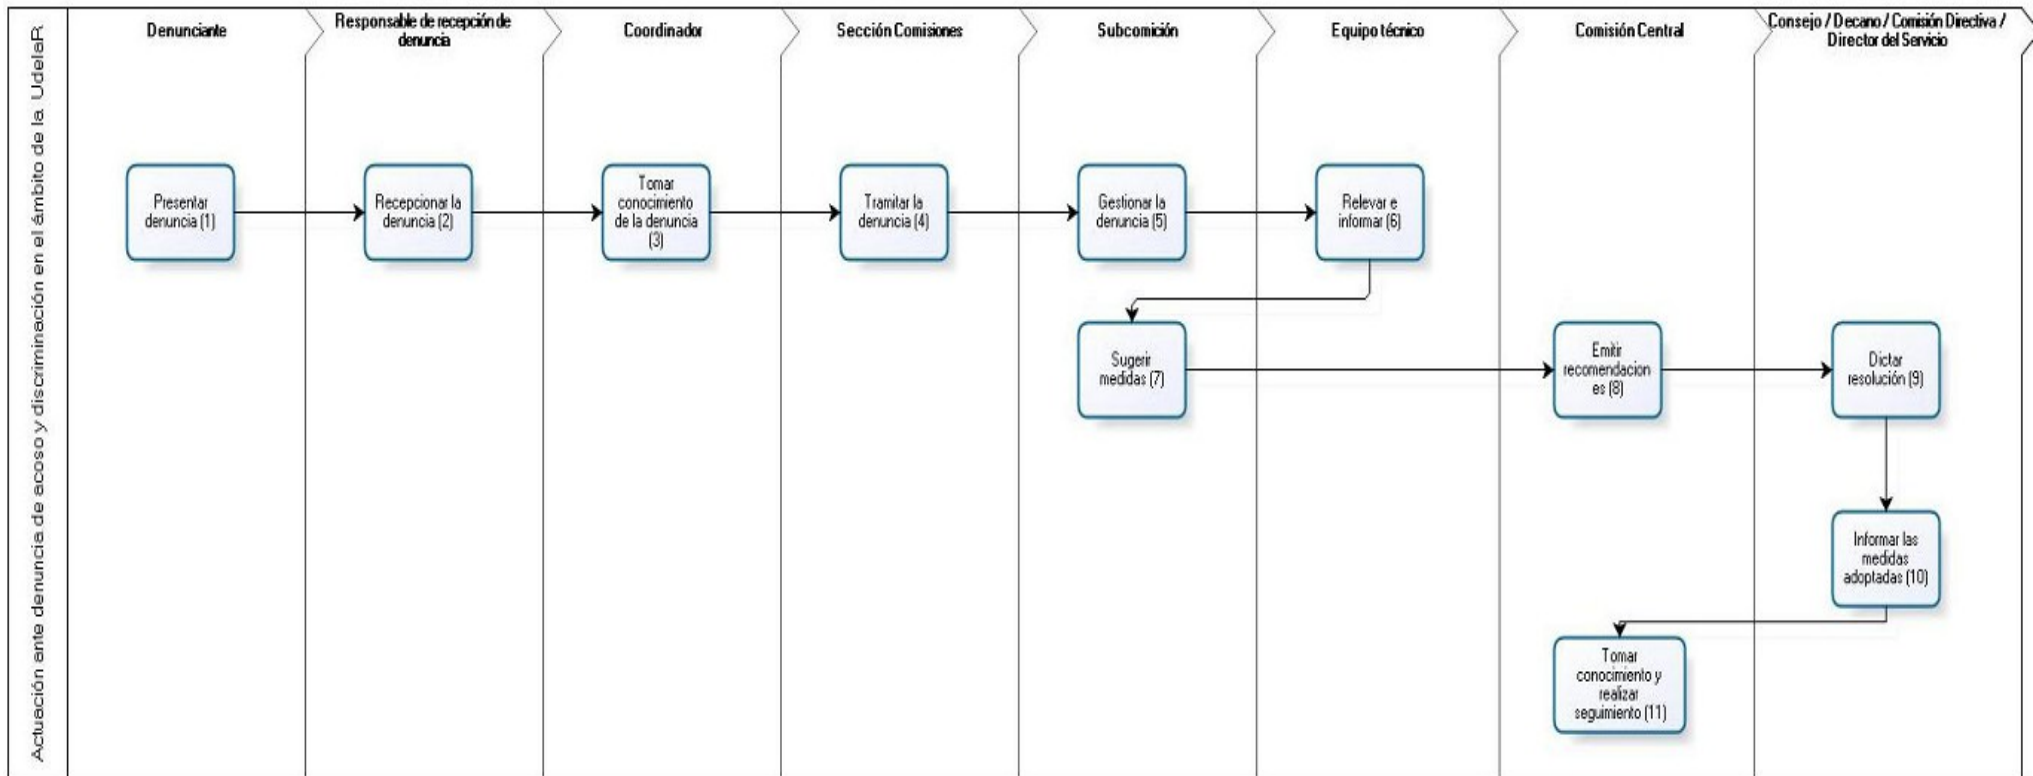 Actuación ante denuncia de acoso y discriminación en el ámbito de la UdelaR
Denunciante
Responsable de recepción de
denuncia
Coordinador
Sección Comisiones
Subcomición
Equipo técnico
Comisión Central
Consejo / Decano / Comisión Directiva /
Director del Servicio
Presentar
denuncia (1)
Recepcionar la
denuncia (2)
Tomar
conocimiento
de la denuncia
(3)
Tramitar la
denuncia (4)
Gestionar la
denuncia (5)
Relevar e
informar (6)
Sugerir
medidas (7)
Emitir
recomendacion
es (8)
Dictar
resolución (9)
Informar las
medidas
adoptadas (10)
Tomar
conocimiento y
realizar
seguimiento (11)